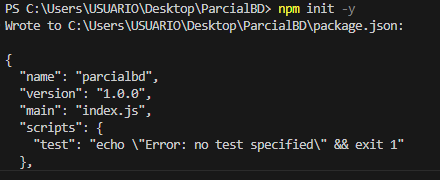 PS C:\Users\USUARIO\Desktop\ParcialBD> npm init -y
Wrote to C:\Users\USUARIO\Desktop\ParcialBD\package.json:

{
  "name": "parcialbd",
  "version": "1.0.0",
  "main": "index.js",
  "scripts": {
    "test": "echo \"Error: no test specified\" && exit 1"
  },